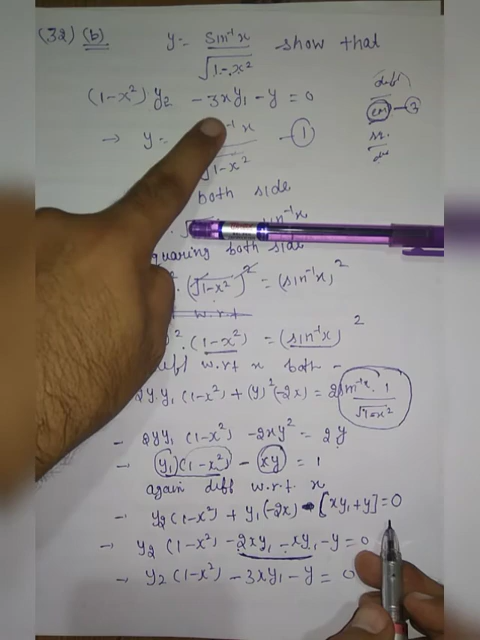 (32) (b) y = sin⁻¹x / √1-x² show that
(1-x²) y₂ - 3xy₁ - y = 0
diff
eq - 2
→ y = ⁻¹x / √1-x² - ①
both side
sin⁻¹x
quaring both side
². (√1-x²)² = (sin⁻¹x)²
w.r.t
)². (1-x²) = (sin⁻¹x)²
diff w.r.t x both -
2y.y₁ (1-x²) + (y)² (-2x) = 2 sin⁻¹x . 1 / √1-x²
- 2yy₁ (1-x²) - 2xy² = 2y
→ (y₁)(1-x²) - xy = 1
again diff w.r.t x
→ y₂ (1-x²) + y₁ (-2x) - [xy₁ + y] = 0
→ y₂ (1-x²) - 2xy₁ - xy₁ - y = 0
→ y₂ (1-x²) - 3xy₁ - y = 0